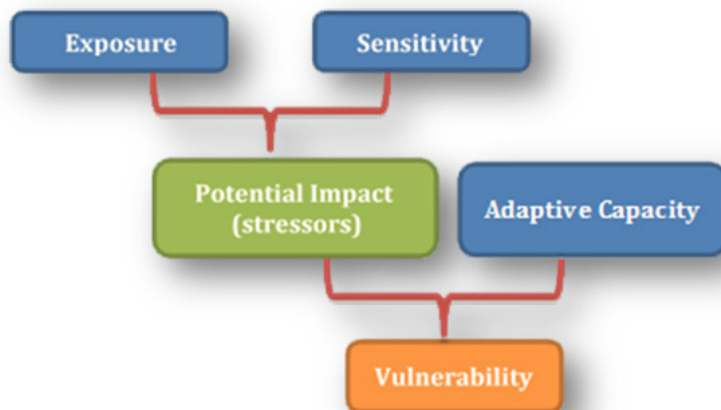 Exposure
Sensitivity
Potential Impact
(stressors)
Adaptive Capacity
Vulnerability